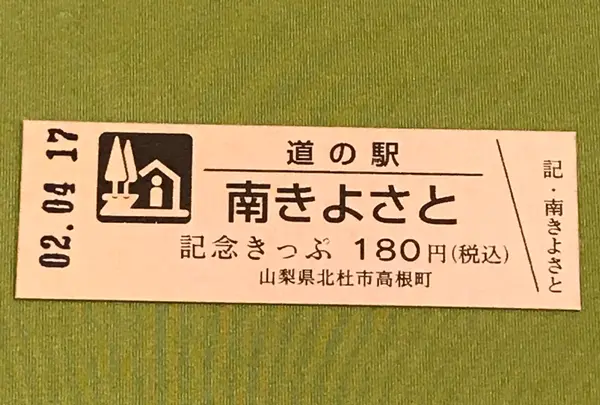 02.04 17
道の駅
南きよさと
記念きっぷ 180円(税込)
山梨県北杜市高根町
記・南きよさと